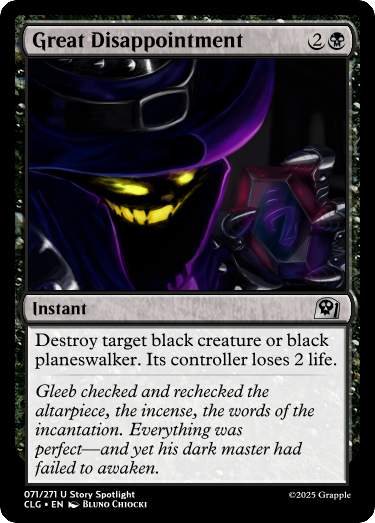 Great Disappointment 2
Instant
Destroy target black creature or black
planeswalker. Its controller loses 2 life.
Gleeb checked and rechecked the
altarpiece, the incense, the words of the
incantation. Everything was
perfect—and yet his dark master had
failed to awaken.
071/271 U Story Spotlight
CLG • EN Bluno Chiocki
©2025 Grapple